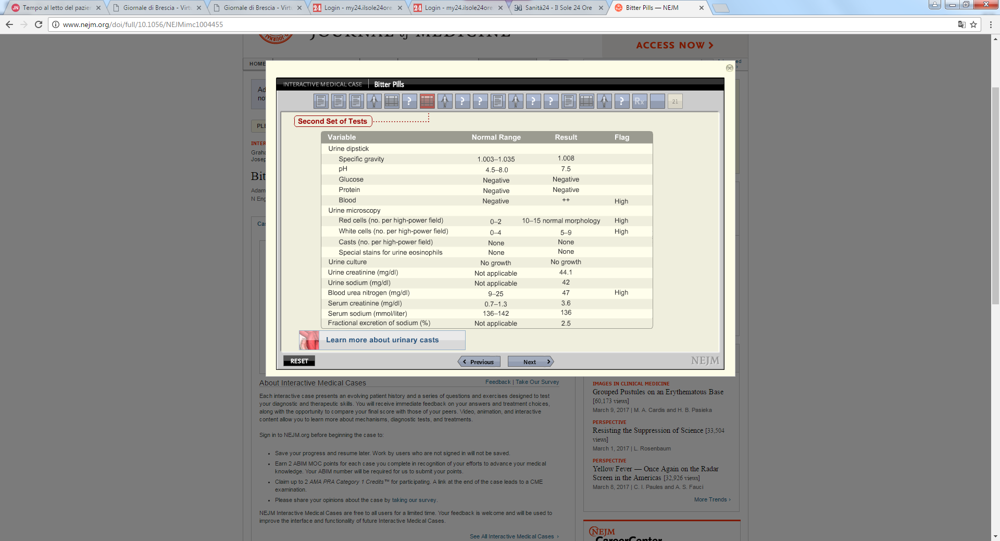 Tempo al letto del pazie
Giornale di Brescia - Virtu
Giornale di Brescia - Virtu
24 Login - my24.ilsole24ore
24 Login - my24.ilsole24ore
24 Sanità24 - Il Sole 24 Ore
Bitter Pills — NEJM
www.nejm.org/doi/full/10.1056/NEJMimc1004455
JOURNAL of MEDICINE
ACCESS NOW
HOME
INTERACTIVE MEDICAL CASE Bitter Pills
? ? ? ? ? ? Rx 21
Second Set of Tests
Variable Normal Range Result Flag
Urine dipstick
Specific gravity 1.003–1.035 1.008
pH 4.5–8.0 7.5
Glucose Negative Negative
Protein Negative Negative
Blood Negative ++ High
Urine microscopy
Red cells (no. per high-power field) 0–2 10–15 normal morphology High
White cells (no. per high-power field) 0–4 5–9 High
Casts (no. per high-power field) None None
Special stains for urine eosinophils None None
Urine culture No growth No growth
Urine creatinine (mg/dl) Not applicable 44.1
Urine sodium (mg/dl) Not applicable 42
Blood urea nitrogen (mg/dl) 9–25 47 High
Serum creatinine (mg/dl) 0.7–1.3 3.6
Serum sodium (mmol/liter) 136–142 136
Fractional excretion of sodium (%) Not applicable 2.5
Learn more about urinary casts
RESET
Previous
Next
NEJM
Ad
no
PLE
INTER
Graha
Josep
Bit
Adam
N Eng
Cas
About Interactive Medical Cases
Feedback | Take Our Survey
Each interactive case presents an evolving patient history and a series of questions and exercises designed to test
your diagnostic and therapeutic skills. You will receive immediate feedback on your answers and treatment choices,
along with the opportunity to compare your final score with those of your peers. Video, animation, and interactive
content allow you to learn more about mechanisms, diagnostic tests, and treatments.
Sign in to NEJM.org before beginning the case to:
Save your progress and resume later. Work by users who are not signed in will not be saved.
Earn 2 ABIM MOC points for each case you complete in recognition of your efforts to advance your medical
knowledge. Your ABIM number will be required for us to submit your points.
Claim up to 2 AMA PRA Category 1 Credits™ for participating. A link at the end of the case leads to a CME
examination.
Please share your opinions about the case by taking our survey.
NEJM Interactive Medical Cases are free to all users for a limited time. Your feedback is welcome and will be used to
improve the interface and functionality of future Interactive Medical Cases.
See All Interactive Medical Cases
IMAGES IN CLINICAL MEDICINE
Grouped Pustules on an Erythematous Base
[60,173 views]
March 9, 2017 | M. A. Cardis and H. B. Pasieka
PERSPECTIVE
Resisting the Suppression of Science [33,504
views]
March 1, 2017 | L. Rosenbaum
PERSPECTIVE
Yellow Fever — Once Again on the Radar
Screen in the Americas [32,926 views]
March 8, 2017 | C. I. Paules and A. S. Fauci
More Trends
NEJM
CareerCenter